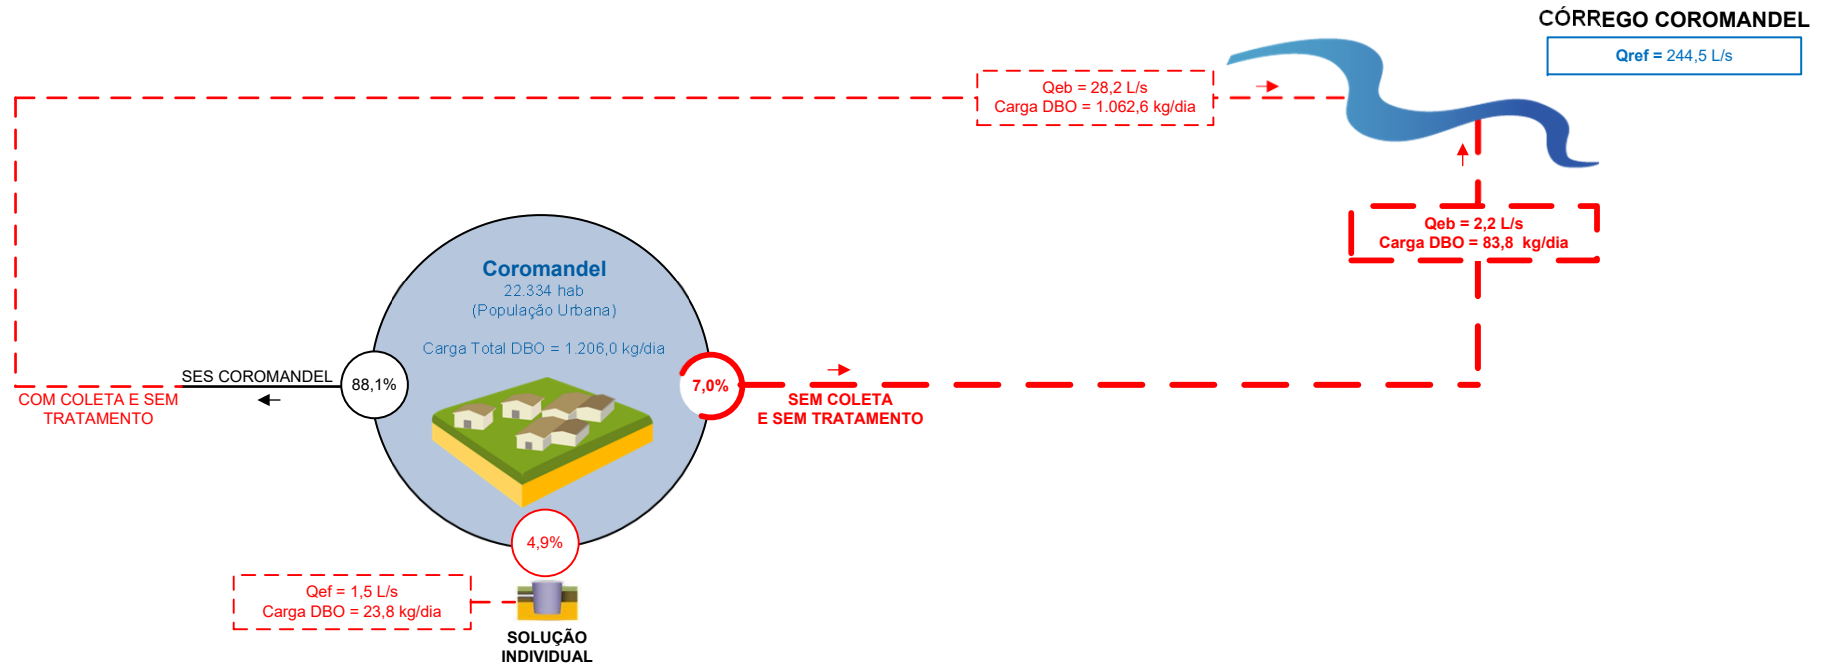 CÓRREGO COROMANDEL
Qref = 244,5 L/s
Qeb = 28,2 L/s
Carga DBO = 1.062,6 kg/dia
Qeb = 2,2 L/s
Carga DBO = 83,8 kg/dia
Coromandel
22.334 hab
(População Urbana)
Carga Total DBO = 1.206,0 kg/dia
SES COROMANDEL
88,1%
COM COLETA E SEM
TRATAMENTO
7,0%
SEM COLETA
E SEM TRATAMENTO
4,9%
Qef = 1,5 L/s
Carga DBO = 23,8 kg/dia
SOLUÇÃO
INDIVIDUAL